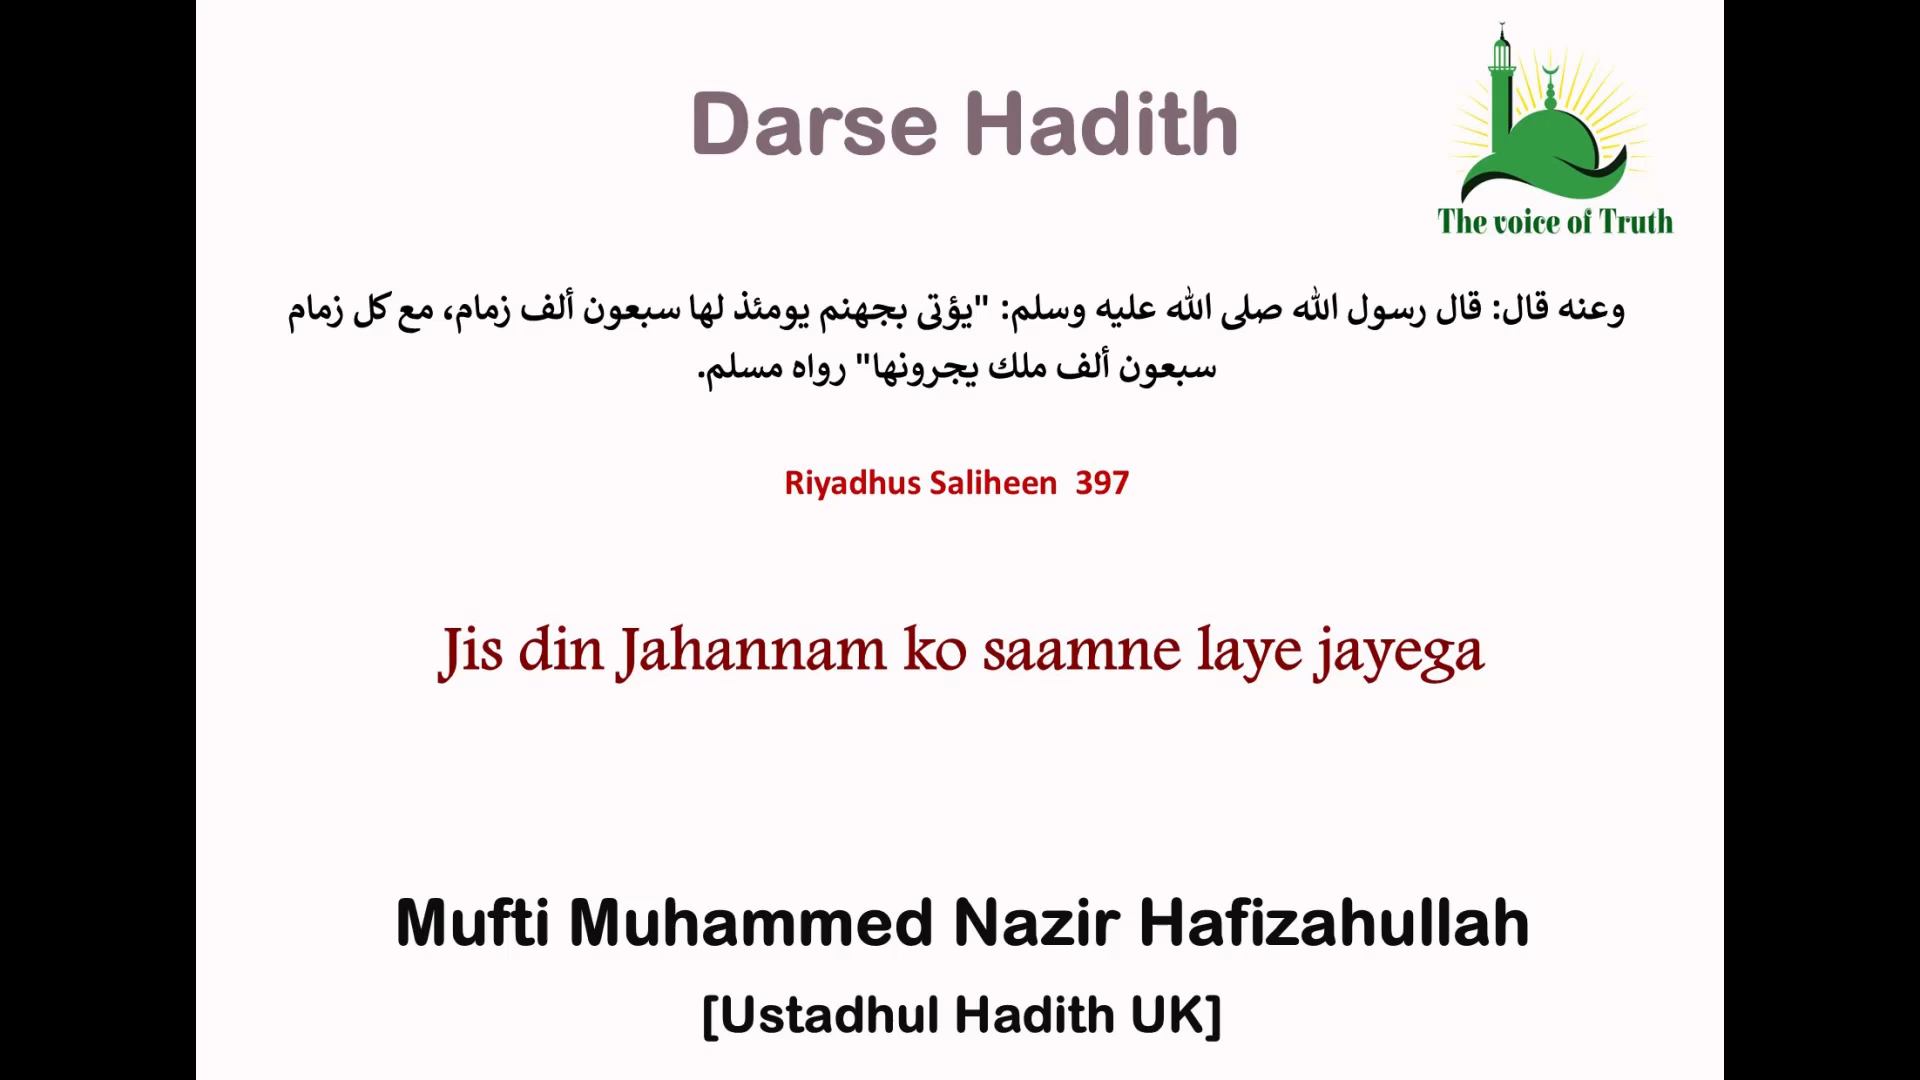 Darse Hadith
The voice of Truth
وعنه قال: قال رسول الله صلى الله عليه وسلم: "يؤتى بجهنم يومئذ لها سبعون ألف زمام، مع كل زمام
سبعون ألف ملك يجرونها" رواه مسلم.
Riyadhus Saliheen 397
Jis din Jahannam ko saamne laye jayega
Mufti Muhammed Nazir Hafizahullah
[Ustadhul Hadith UK]